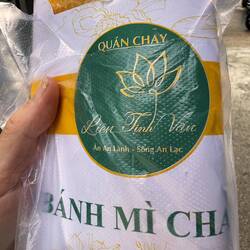 QUÁN CHAY
Liên Tịnh Viên
Ăn An Lành - Sống An Lạc
BÁNH MÌ CHA